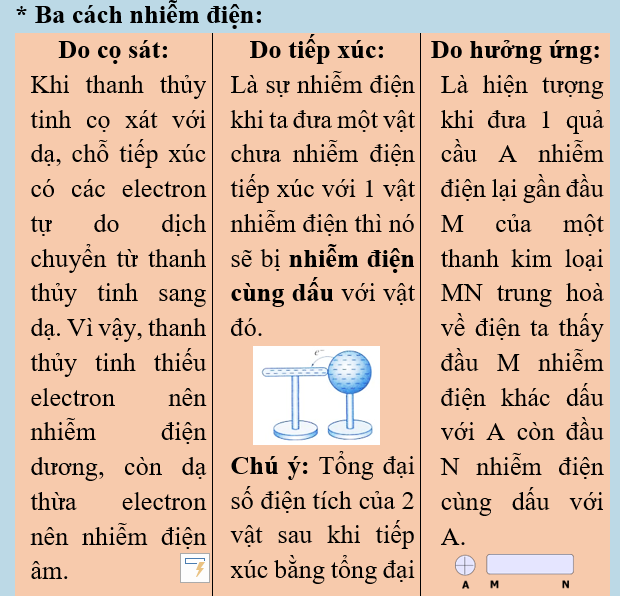 * Ba cách nhiễm điện:
Do cọ sát:
Khi thanh thủy
tinh cọ xát với
dạ, chỗ tiếp xúc
có các electron
tự do dịch
chuyển từ thanh
thủy tinh sang
dạ. Vì vậy, thanh
thủy tinh thiếu
electron nên
nhiễm điện
dương, còn dạ
thừa electron
nên nhiễm điện
âm.
Do tiếp xúc:
Là sự nhiễm điện
khi ta đưa một vật
chưa nhiễm điện
tiếp xúc với 1 vật
nhiễm điện thì nó
sẽ bị nhiễm điện
cùng dấu với vật
đó.
e⁻
Chú ý: Tổng đại
số điện tích của 2
vật sau khi tiếp
xúc bằng tổng đại
Do hưởng ứng:
Là hiện tượng
khi đưa 1 quả
cầu A nhiễm
điện lại gần đầu
M của một
thanh kim loại
MN trung hoà
về điện ta thấy
đầu M nhiễm
điện khác dấu
với A còn đầu
N nhiễm điện
cùng dấu với
A.
A M N